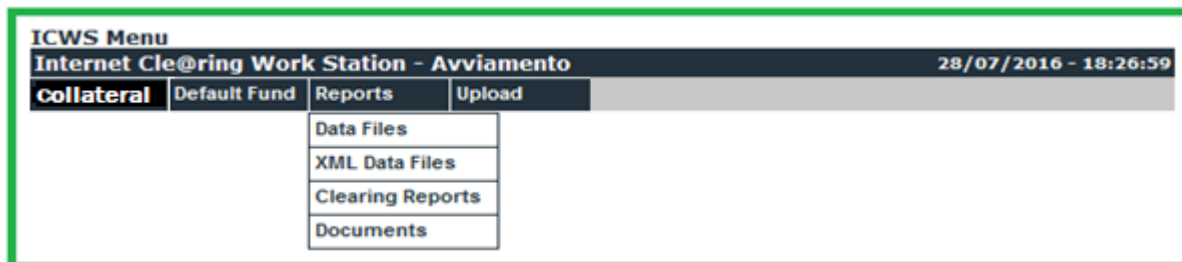 ICWS Menu
Internet Cle@ring Work Station - Avviamento 28/07/2016 - 18:26:59
Collateral Default Fund Reports Upload
Data Files
XML Data Files
Clearing Reports
Documents